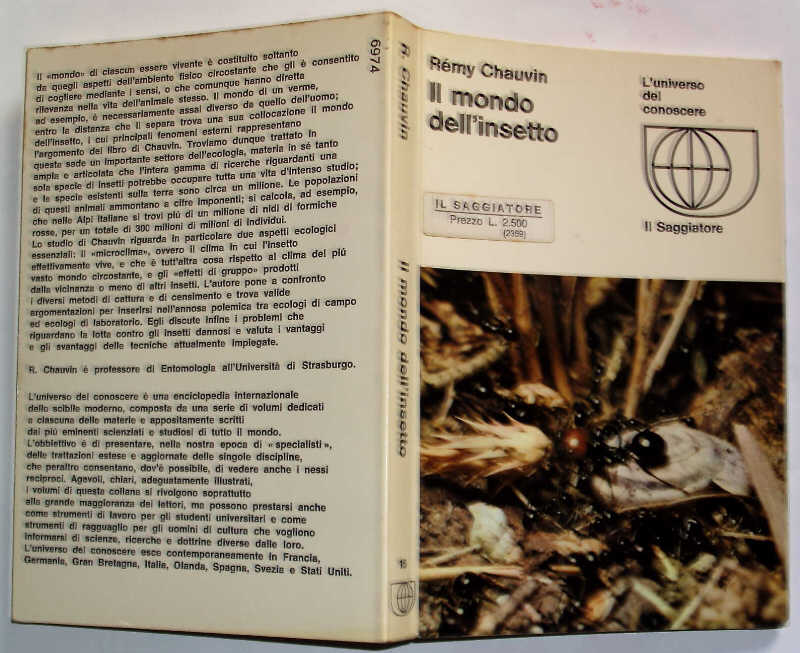 Il «mondo» di ciascun essere vivente è costituito soltanto
da quegli aspetti dell'ambiente fisico circostante che gli è consentito
di cogliere mediante i sensi, o che comunque hanno diretta
rilevanza nella vita dell'animale stesso. Il mondo di un verme,
ad esempio, è necessariamente assai diverso da quello dell'uomo;
entro la distanza che li separa trova una sua collocazione il mondo
dell'insetto, i cui principali fenomeni esterni rappresentano
l'argomento del libro di Chauvin. Troviamo dunque trattato in
questa sede un importante settore dell'ecologia, materia in sé tanto
ampia e articolata che l'intera gamma di ricerche riguardanti una
sola specie di insetti potrebbe occupare tutta una vita d'intenso studio;
e le specie esistenti sulla terra sono circa un milione. Le popolazioni
di questi animali ammontano a cifre imponenti; si calcola, ad esempio,
che nelle Alpi italiane si trovi più di un milione di nidi di formiche
rosse, per un totale di 300 milioni di milioni di individui.
Lo studio di Chauvin riguarda in particolare due aspetti ecologici
essenziali: il «microclima», ovvero il clima in cui l'insetto
effettivamente vive, e che è tutt'altra cosa rispetto al clima del più
vasto mondo circostante, e gli «effetti di gruppo» prodotti
dalla vicinanza o meno di altri insetti. L'autore pone a confronto
i diversi metodi di cattura e di censimento e trova valide
argomentazioni per inserirsi nell'annosa polemica tra ecologi di campo
ed ecologi di laboratorio. Egli discute infine i problemi che
riguardano la lotta contro gli insetti dannosi e valuta i vantaggi
e gli svantaggi delle tecniche attualmente impiegate.
R. Chauvin è professore di Entomologia all'Università di Strasburgo.
L'universo del conoscere è una enciclopedia internazionale
dello scibile moderno, composta da una serie di volumi dedicati
a ciascuna delle materie e appositamente scritti
dai più eminenti scienziati e studiosi di tutto il mondo.
L'obbiettivo è di presentare, nella nostra epoca di «specialisti»,
delle trattazioni estese e aggiornate delle singole discipline,
che peraltro consentano, dov'è possibile, di vedere anche i nessi
reciproci. Agevoli, chiari, adeguatamente illustrati,
i volumi di questa collana si rivolgono soprattutto
alla grande maggioranza dei lettori, ma possono prestarsi anche
come strumenti di lavoro per gli studenti universitari e come
strumenti di ragguaglio per gli uomini di cultura che vogliono
informarsi di scienze, ricerche e dottrine diverse dalle loro.
L'universo del conoscere esce contemporaneamente in Francia,
Germania, Gran Bretagna, Italia, Olanda, Spagna, Svezia e Stati Uniti.
6974
R. Chauvin
Il mondo dell'insetto
Rémy Chauvin
Il mondo
dell'insetto
IL SAGGIATORE
Prezzo L. 2.500
(2359)
L'universo
del
conoscere
Il Saggiatore